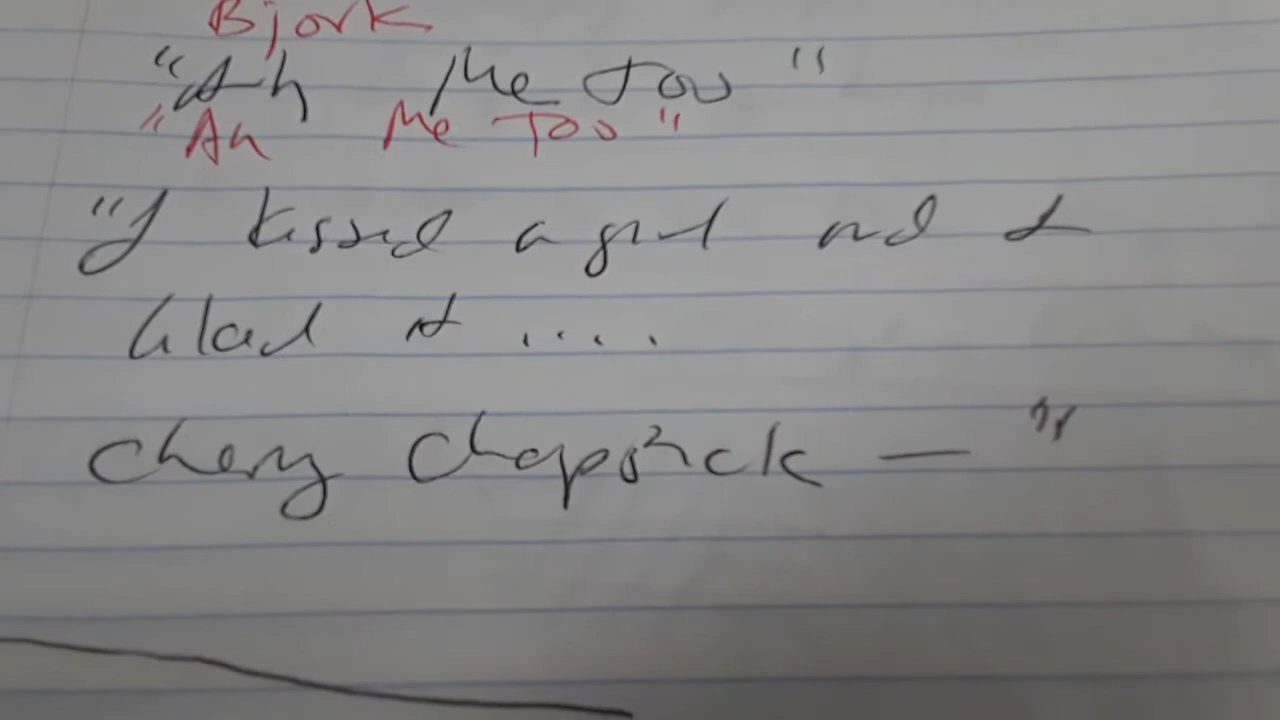 Bjork
"Ah Me Too"
"Ah Me Too"
"I kissed a girl and I
liked it ....
cherry chapstick — "